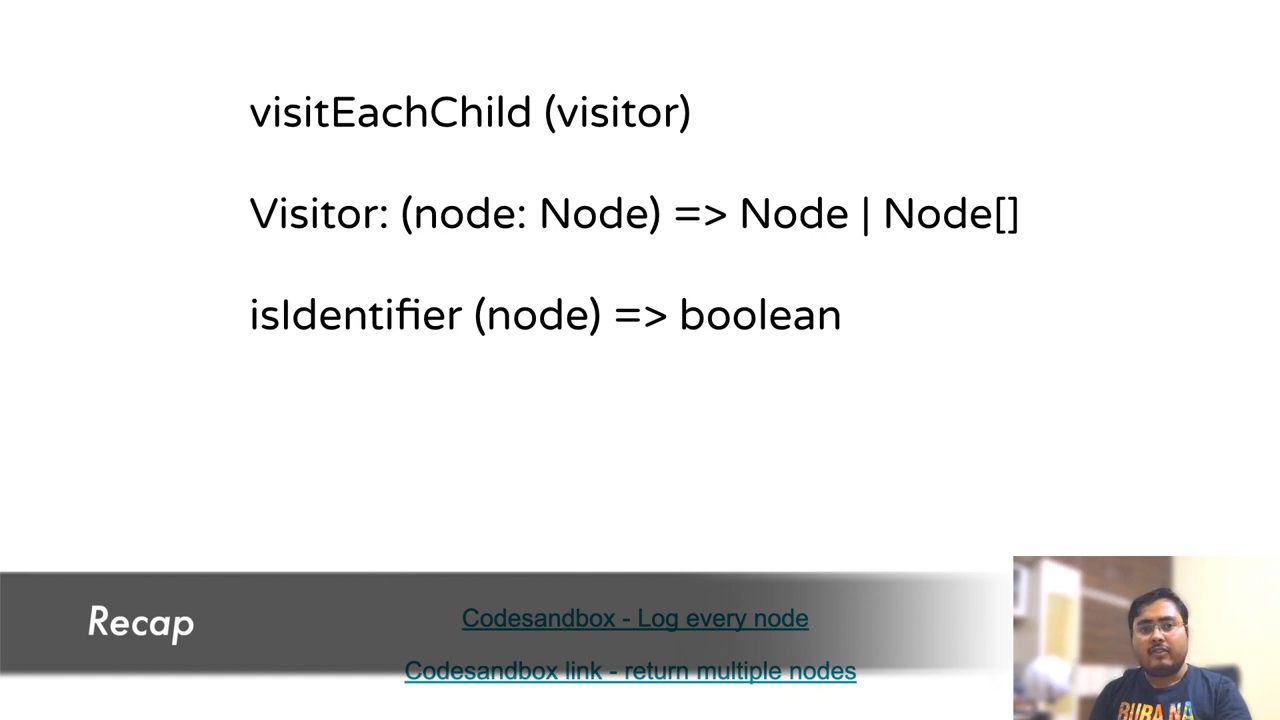 visitEachChild (visitor)
Visitor: (node: Node) => Node | Node[]
isIdentifier (node) => boolean
Recap
Codesandbox - Log every node
Codesandbox link - return multiple nodes